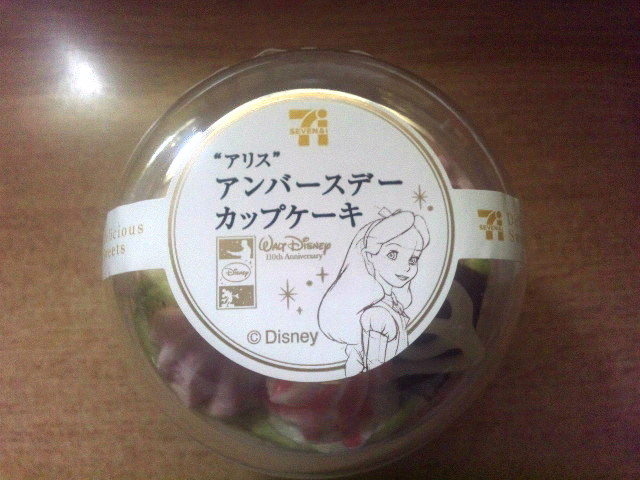 SEVEN&i
“アリス”
アンバースデー
カップケーキ
Walt Disney
110th Anniversary
Disney
© Disney
eets
SEVEN&i